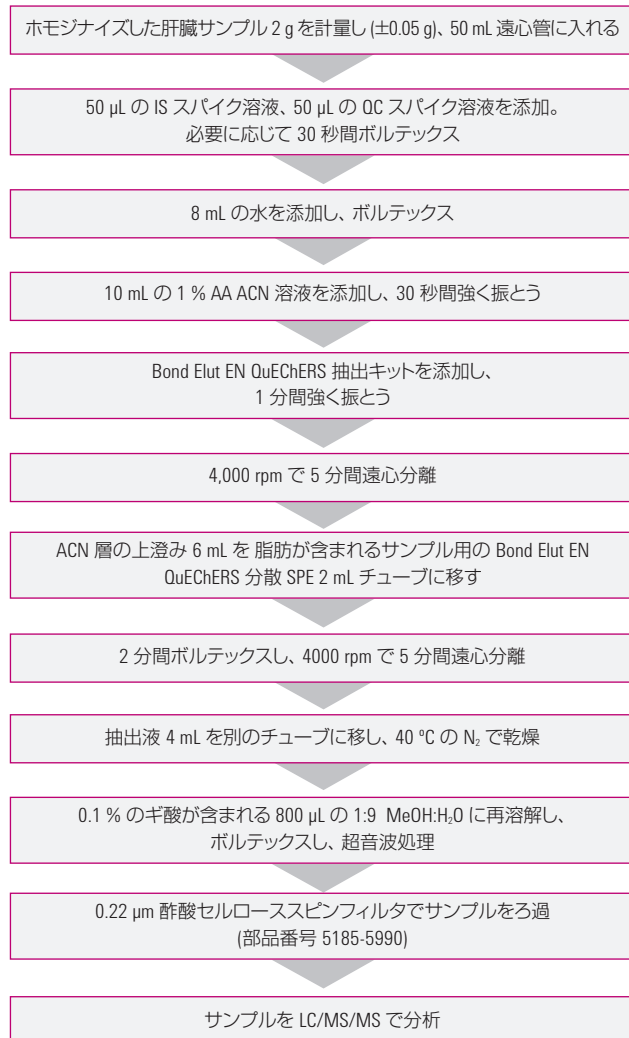 ホモジナイズした肝臓サンプル 2 g を計量し (±0.05 g)、50 mL 遠心管に入れる
50 µL の IS スパイク溶液、50 µL の QC スパイク溶液を添加。
必要に応じて 30 秒間ボルテックス
8 mL の水を添加し、ボルテックス
10 mL の 1 % AA ACN 溶液を添加し、30 秒間強く振とう
Bond Elut EN QuEChERS 抽出キットを添加し、
1 分間強く振とう
4,000 rpm で 5 分間遠心分離
ACN 層の上澄み 6 mL を 脂肪が含まれるサンプル用の Bond Elut EN
QuEChERS 分散 SPE 2 mL チューブに移す
2 分間ボルテックスし、4000 rpm で 5 分間遠心分離
抽出液 4 mL を別のチューブに移し、40 ºC の N₂ で乾燥
0.1 % のギ酸が含まれる 800 µL の 1:9 MeOH:H₂O に再溶解し、
ボルテックスし、超音波処理
0.22 µm 酢酸セルローススピンフィルタでサンプルをろ過
(部品番号 5185-5990)
サンプルを LC/MS/MS で分析